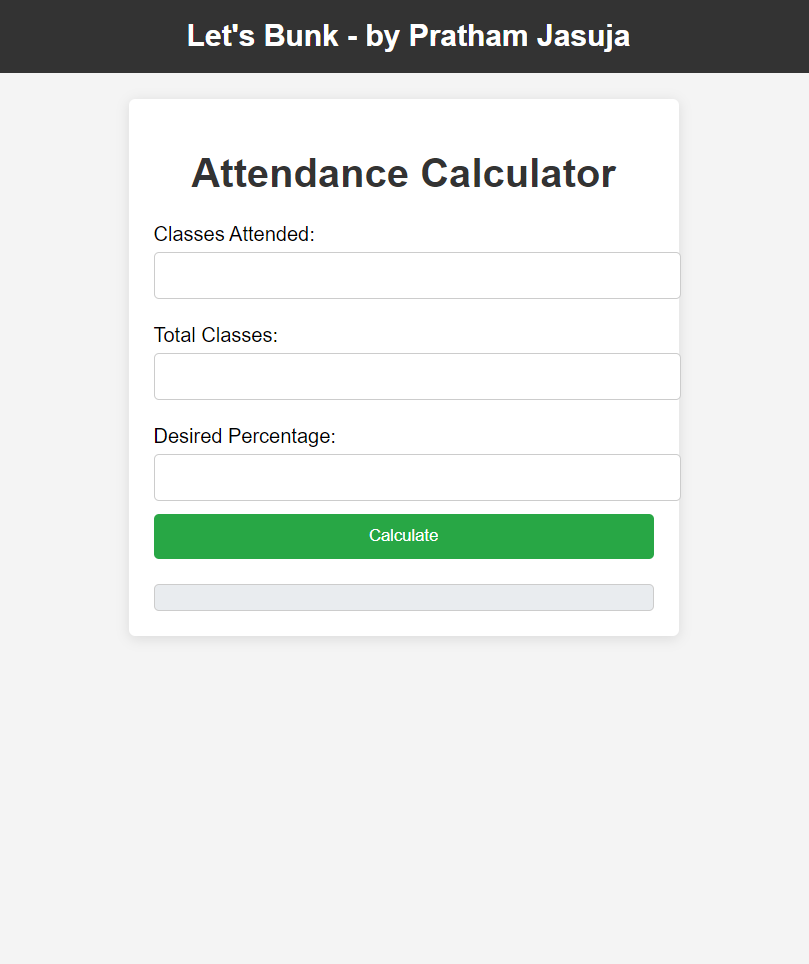 Let's Bunk - by Pratham Jasuja
Attendance Calculator
Classes Attended:
Total Classes:
Desired Percentage:
Calculate